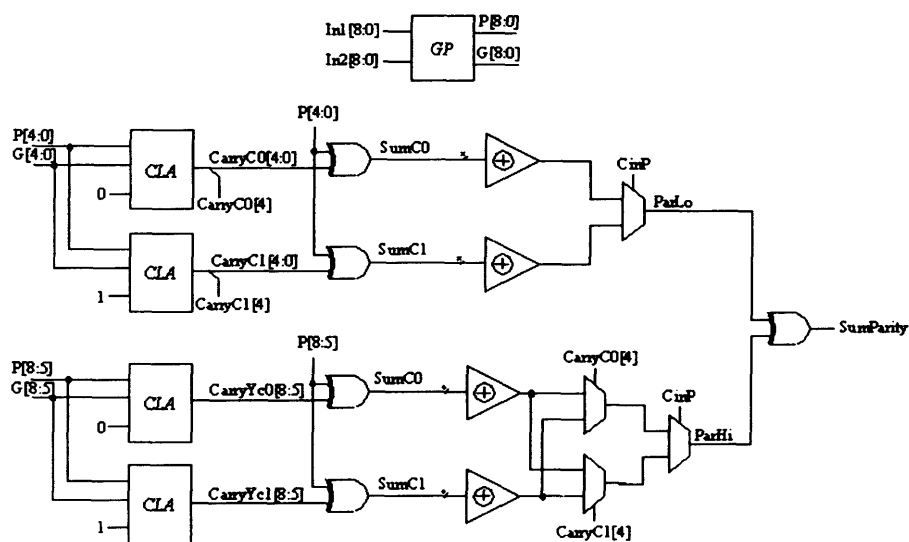 In1[8:0]
P[8:0]
GP
In2[8:0]
G[8:0]
P[4:0]
P[4:0]
G[4:0]
CLA
CarryC0[4:0]
SumC0
CinP
0
CarryC0[4]
ParLo
SumC1
CLA
CarryC1[4:0]
1
CarryC1[4]
P[8:5]
SumParity
P[8:5]
G[8:5]
CLA
CarryYc0[8:5]
SumC0
CarryC0[4]
CinP
0
ParHi
SumC1
CLA
CarryYc1[8:5]
1
CarryC1[4]